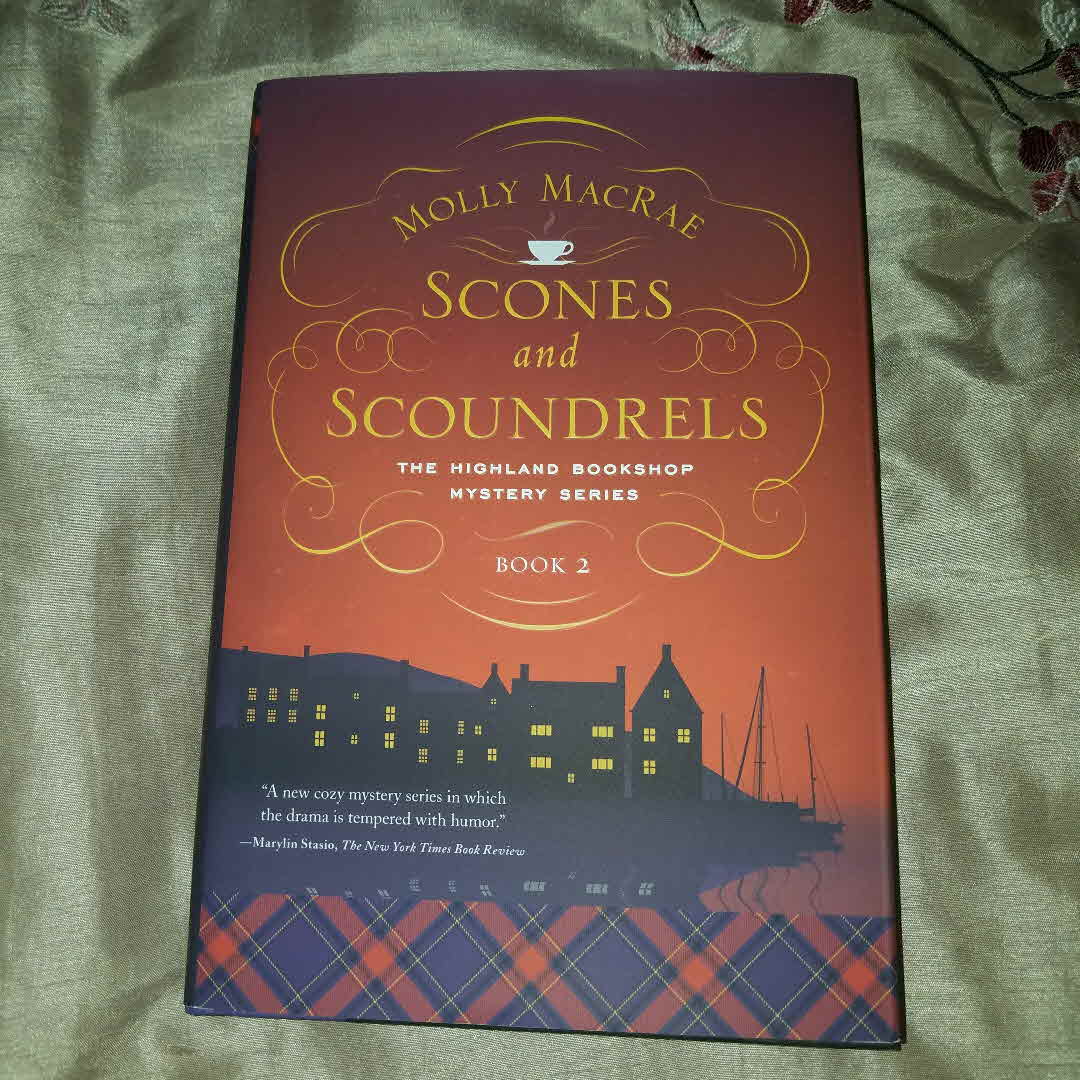 MOLLY MACRAE
SCONES
and
SCOUNDRELS
THE HIGHLAND BOOKSHOP
MYSTERY SERIES
BOOK 2
“A new cozy mystery series in which
the drama is tempered with humor.”
—Marylin Stasio, The New York Times Book Review